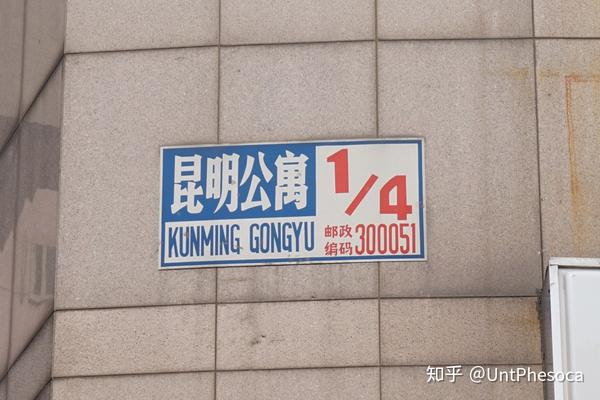 昆明公寓
1/4
KUNMING GONGYU
邮政
编码 300051
知乎 @UntPhesoca